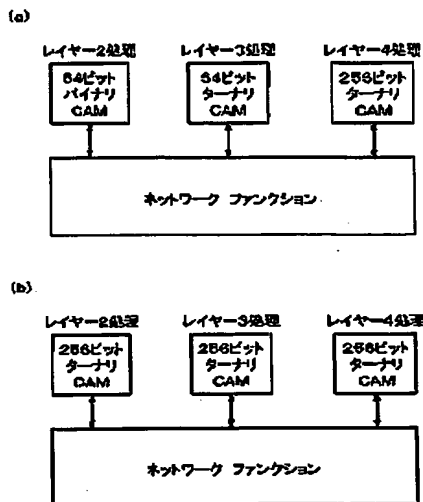 (a)
レイヤー2処理 レイヤー3処理 レイヤー4処理
64ビット 64ビット 256ビット
バイナリ ターナリ ターナリ
CAM CAM CAM
ネットワーク ファンクション
(b)
レイヤー2処理 レイヤー3処理 レイヤー4処理
256ビット 256ビット 256ビット
ターナリ ターナリ ターナリ
CAM CAM CAM
ネットワーク ファンクション